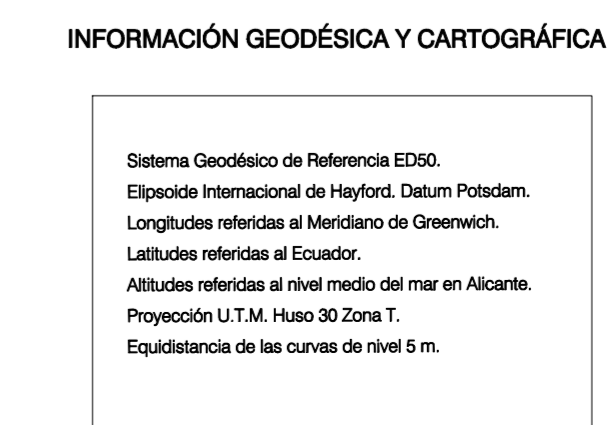 INFORMACIÓN GEODÉSICA Y CARTOGRÁFICA
Sistema Geodésico de Referencia ED50.
Elipsoide Internacional de Hayford. Datum Potsdam.
Longitudes referidas al Meridiano de Greenwich.
Latitudes referidas al Ecuador.
Altitudes referidas al nivel medio del mar en Alicante.
Proyección U.T.M. Huso 30 Zona T.
Equidistancia de las curvas de nivel 5 m.